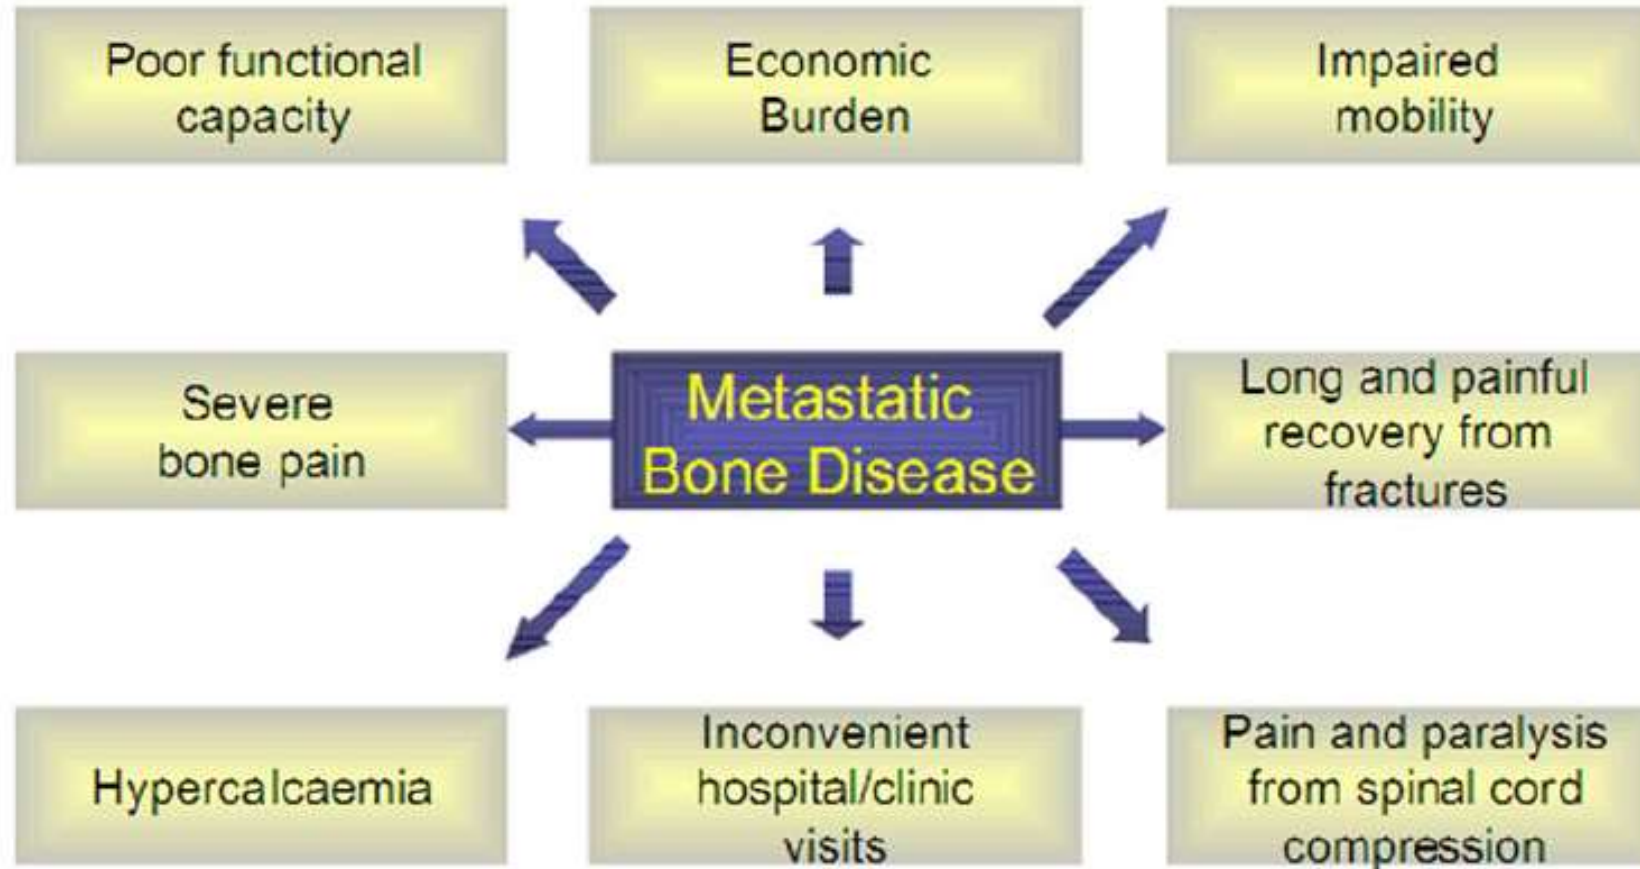 Poor functional
capacity
Economic
Burden
Impaired
mobility
Severe
bone pain
Metastatic
Bone Disease
Long and painful
recovery from
fractures
Hypercalcaemia
Inconvenient
hospital/clinic
visits
Pain and paralysis
from spinal cord
compression